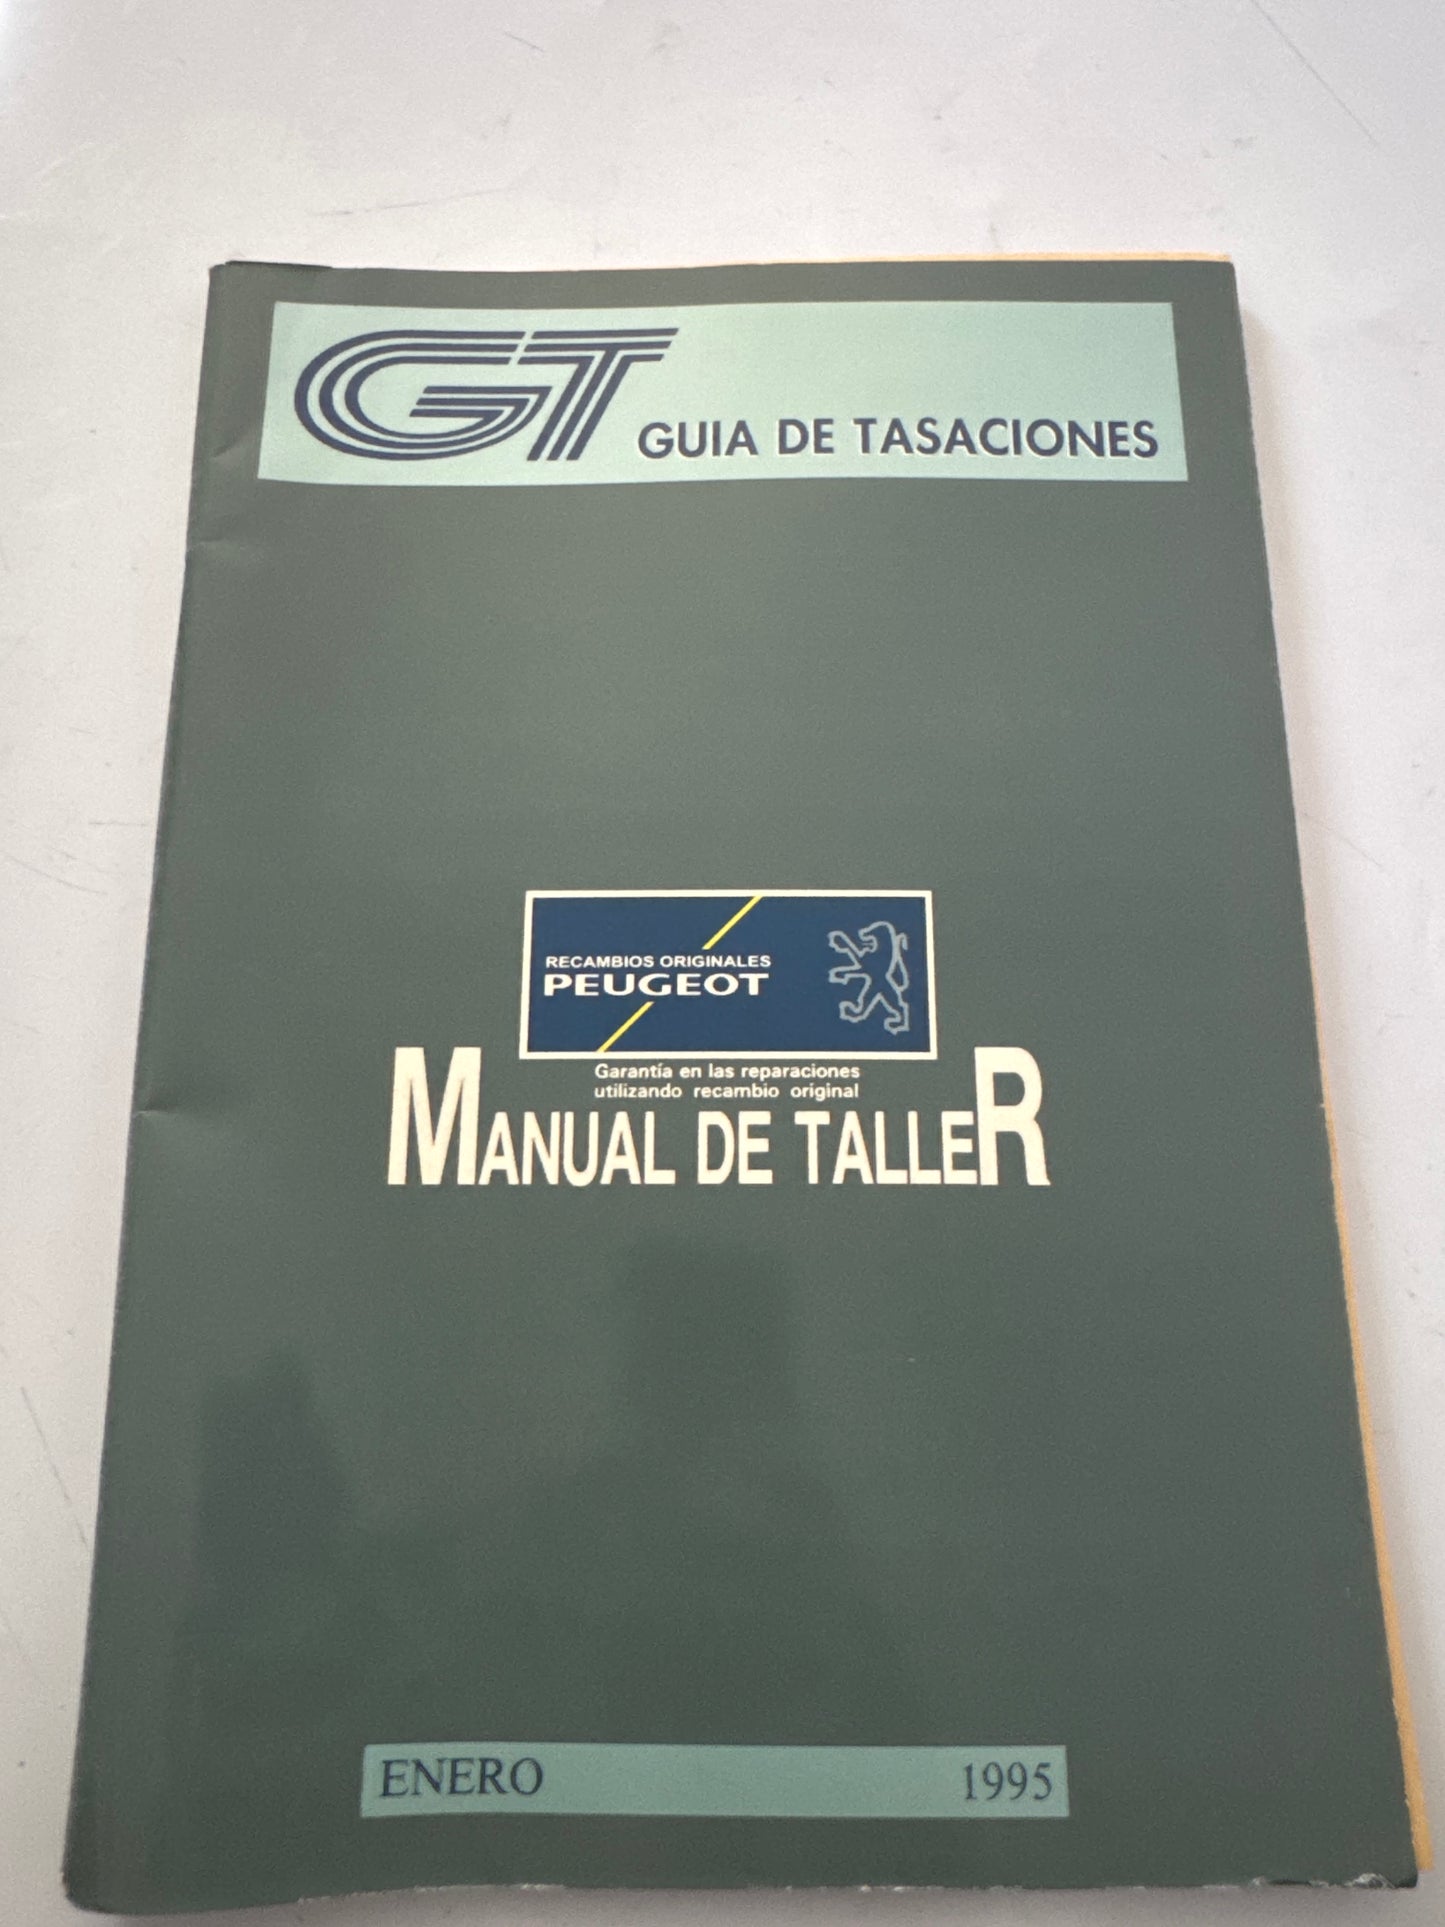 GT GUIA DE TASACIONES
RECAMBIOS ORIGINALES
PEUGEOT
Garantía en las reparaciones
utilizando recambio original
MANUAL DE TALLER
ENERO 1995